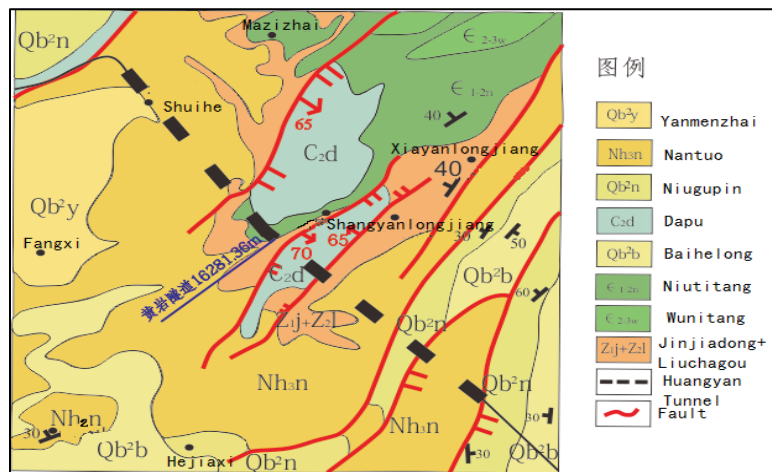 Qb²n
Mazizhai
Є 2-3w
Є 1-2n
Shuihe
65
40
C₂d
Xiayanlongjiang
40
Qb²y
Shangyanlongjiang
Fangxi
65
70
30
50
黄岩隧道16281.36m
C₂d
Qb²b
60
Z₁j+Z₂l
Qb²n
Nh₃n
Qb²n
Nh₂n
30
Nh₃n
30
Qb²b
Hejiaxi
Qb²n
30
Qb²b
图例
Qb²y Yanmenzhai
Nh₃n Nantuo
Qb²n Niugupin
C₂d Dapu
Qb²b Baihelong
Є 1-2n Niutitang
Є 2-3w Wunitang
Z₁j+Z₂l Jinjiadong+
Liuchagou
Huangyan
Tunnel
Fault